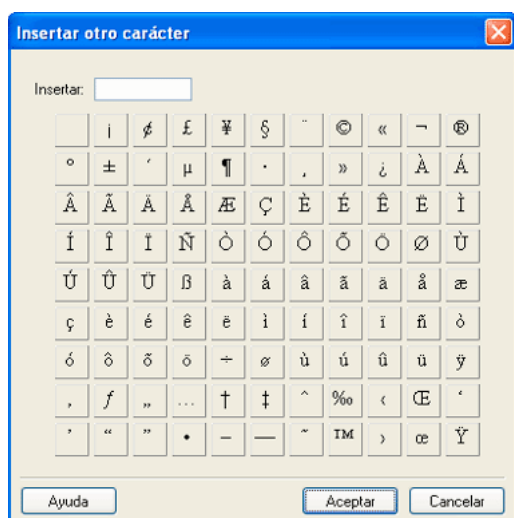 Insertar otro carácter
Insertar:
¡ ¢ £ ¥ § ¨ © « ¬ ®
° ± ´ µ ¶ · ¸ » ¿ À Á
Â Ã Ä Å Æ Ç È É Ê Ë Ì
Í Î Ï Ñ Ò Ó Ô Õ Ö Ø Ù
Ú Û Ü ß à á â ã ä å æ
ç è é ê ë ì í î ï ñ ò
ó ô õ ö ÷ ø ù ú û ü ÿ
‚ ƒ „ … † ‡ ˆ ‰ ‹ Œ ‘
’ “ ” • – — ˜ ™ › œ Ÿ
Ayuda Aceptar Cancelar